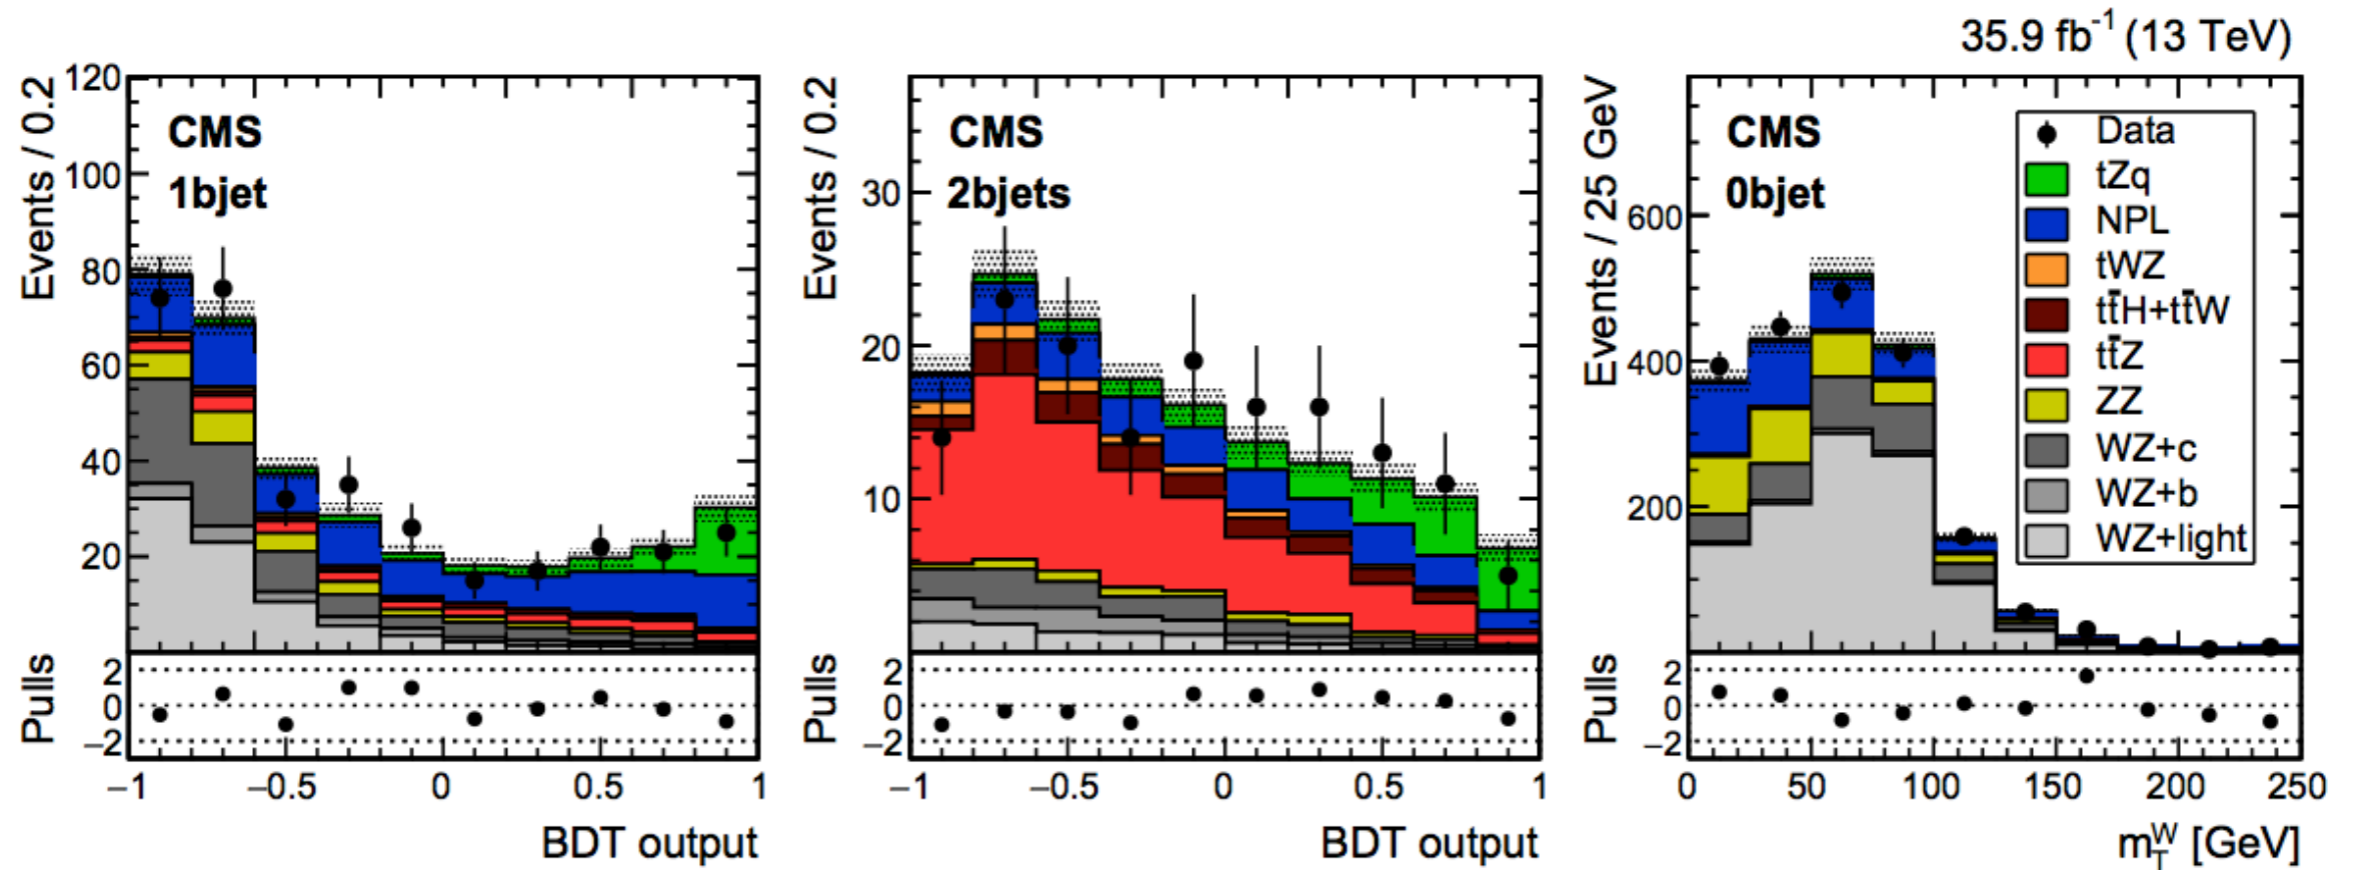 35.9 fb⁻¹ (13 TeV)
Events / 0.2
120
100
80
60
40
20
CMS
1bjet
Pulls
2
0
−2
−1
−0.5
0
0.5
1
BDT output
Events / 0.2
30
20
10
CMS
2bjets
Pulls
2
0
−2
−1
−0.5
0
0.5
1
BDT output
Events / 25 GeV
600
400
200
CMS
0bjet
Data
tZq
NPL
tWZ
tt̄H+tt̄W
tt̄Z
ZZ
WZ+c
WZ+b
WZ+light
Pulls
2
0
−2
0
50
100
150
200
250
m_T^W [GeV]